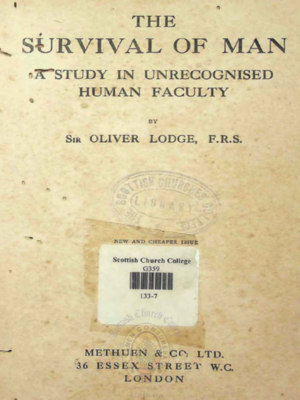 THE
SURVIVAL OF MAN
A STUDY IN UNRECOGNISED
HUMAN FACULTY
BY
SIR OLIVER LODGE, F.R.S.
LIBRARY
NEW AND CHEAPER ISSUE
Scottish Church College
G359
133-7
METHUEN & CO. LTD.
36 ESSEX STREET W.C.
LONDON